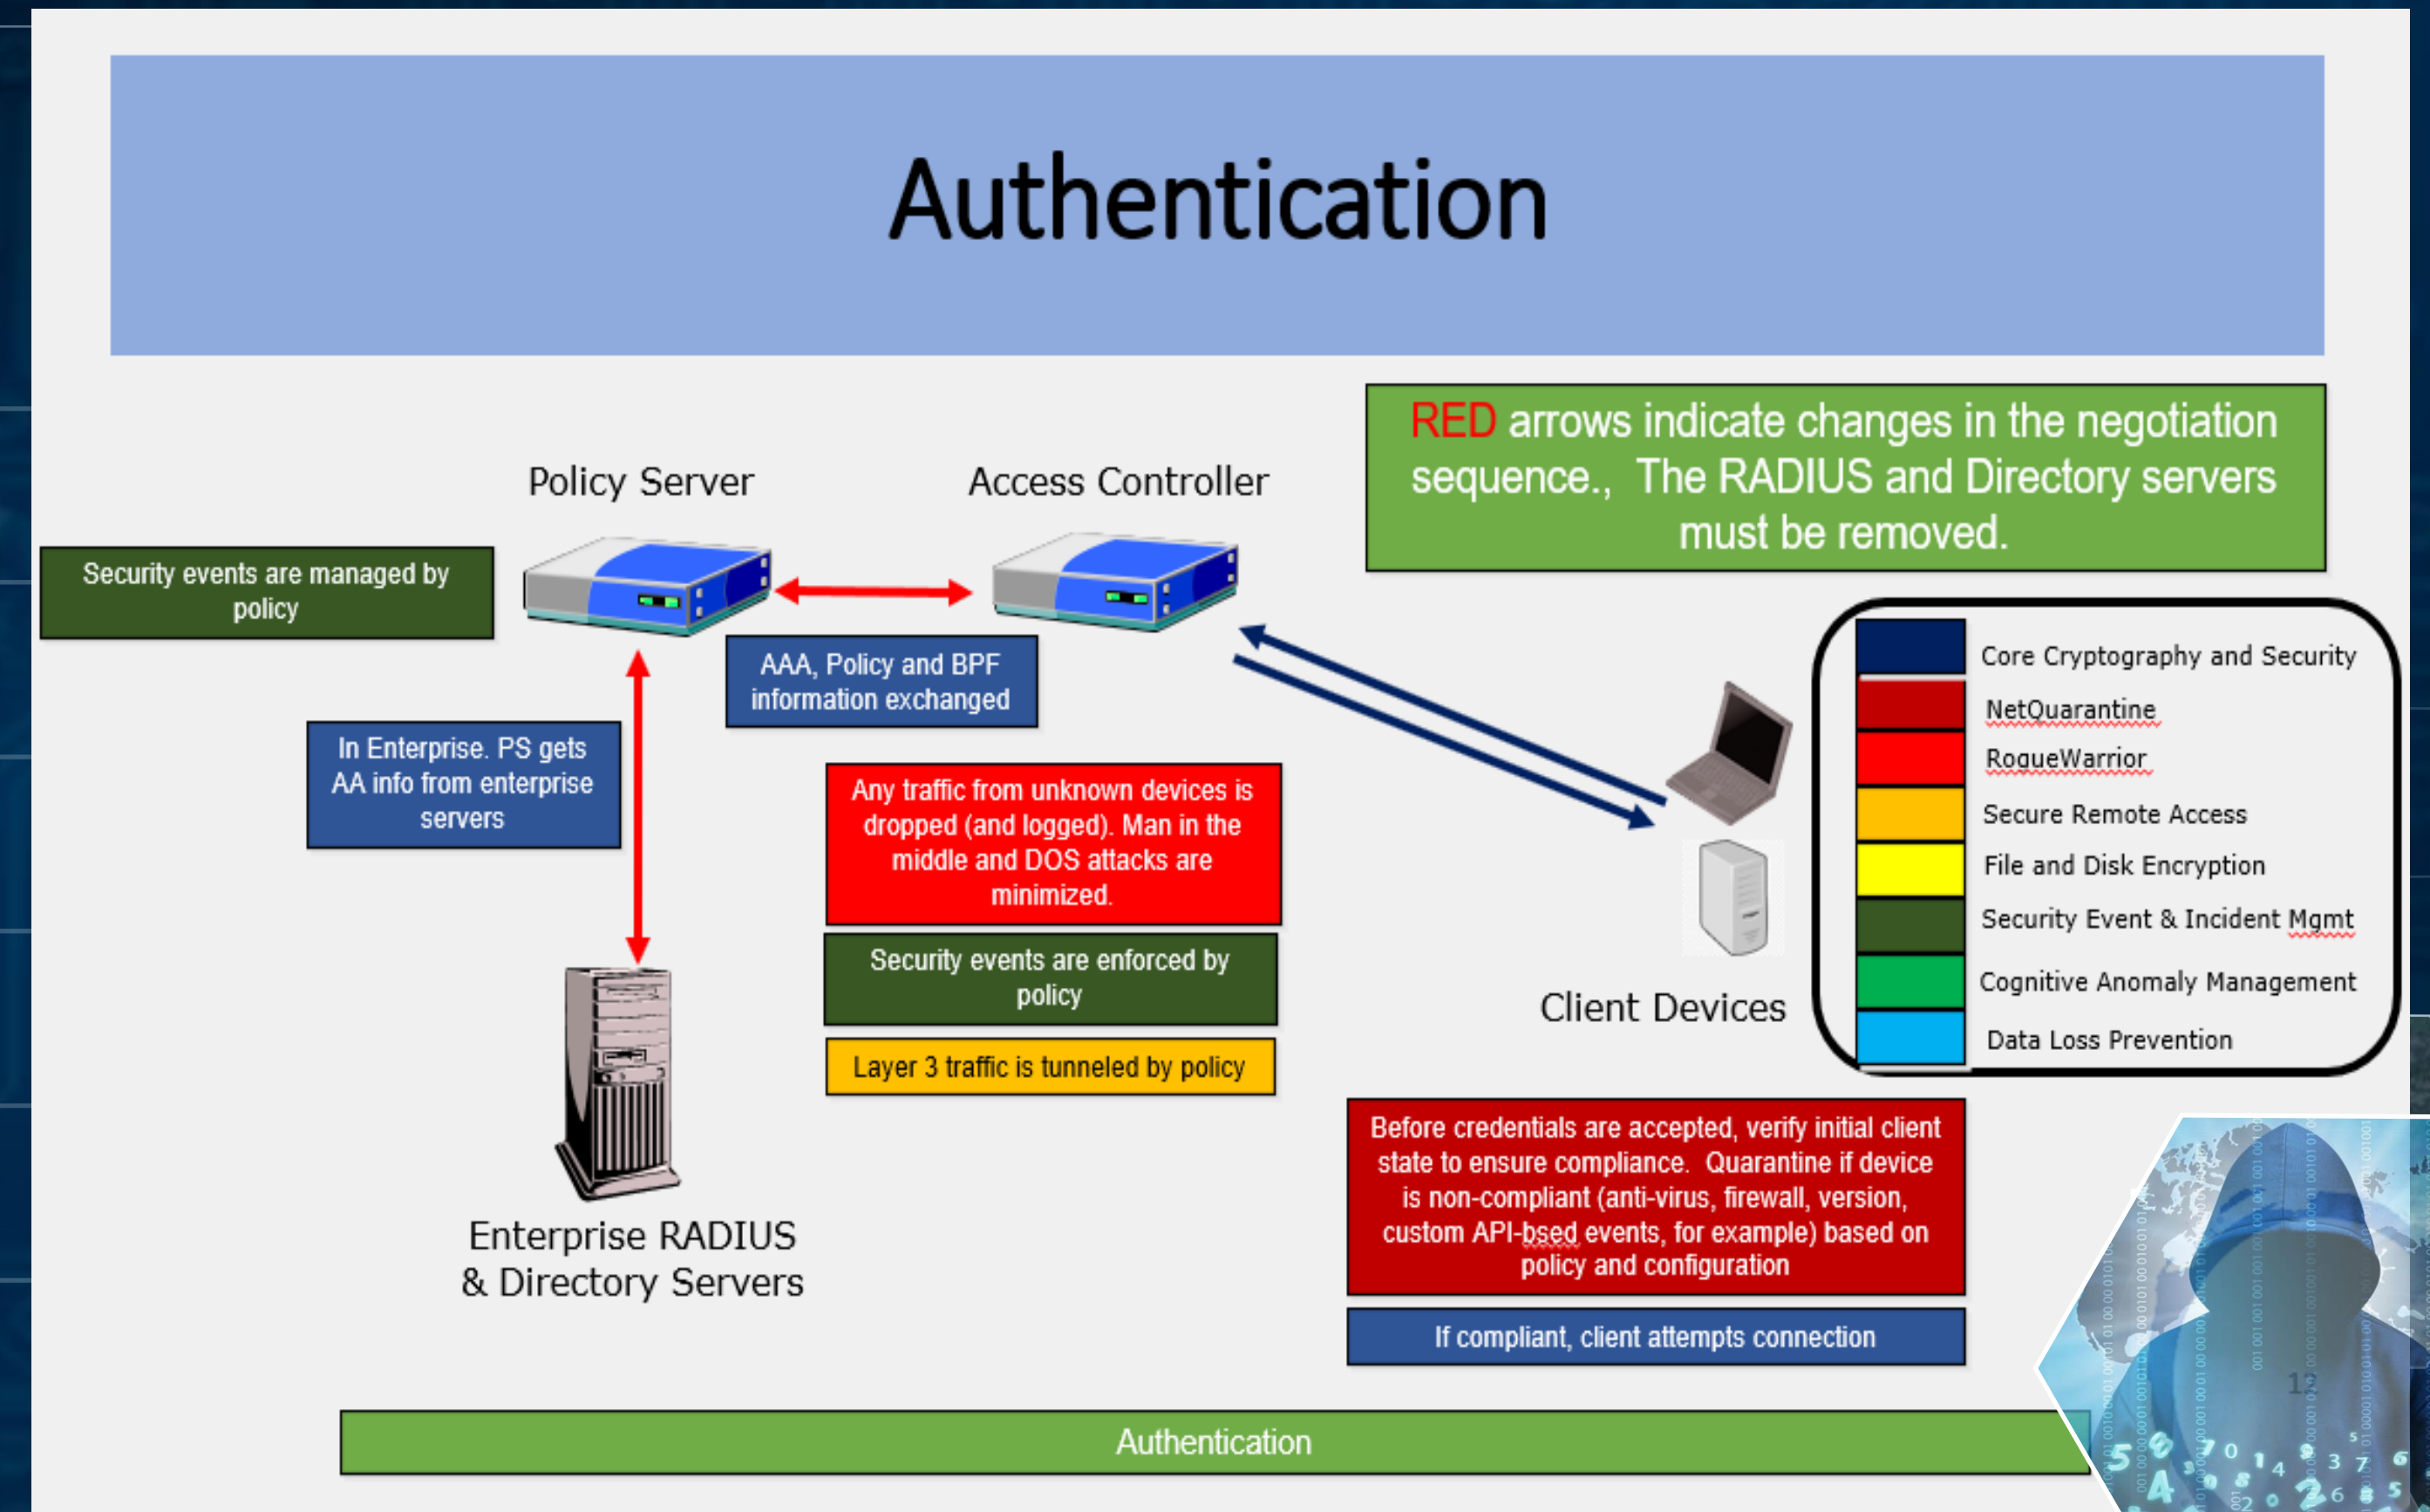 Authentication
RED arrows indicate changes in the negotiation
sequence., The RADIUS and Directory servers
must be removed.
Policy Server
Access Controller
Security events are managed by
policy
AAA, Policy and BPF
information exchanged
In Enterprise. PS gets
AA info from enterprise
servers
Any traffic from unknown devices is
dropped (and logged). Man in the
middle and DOS attacks are
minimized.
Security events are enforced by
policy
Layer 3 traffic is tunneled by policy
Enterprise RADIUS
& Directory Servers
Client Devices
Core Cryptography and Security
NetQuarantine
RogueWarrior
Secure Remote Access
File and Disk Encryption
Security Event & Incident Mgmt
Cognitive Anomaly Management
Data Loss Prevention
Before credentials are accepted, verify initial client
state to ensure compliance. Quarantine if device
is non-compliant (anti-virus, firewall, version,
custom API-bsed events, for example) based on
policy and configuration
If compliant, client attempts connection
Authentication